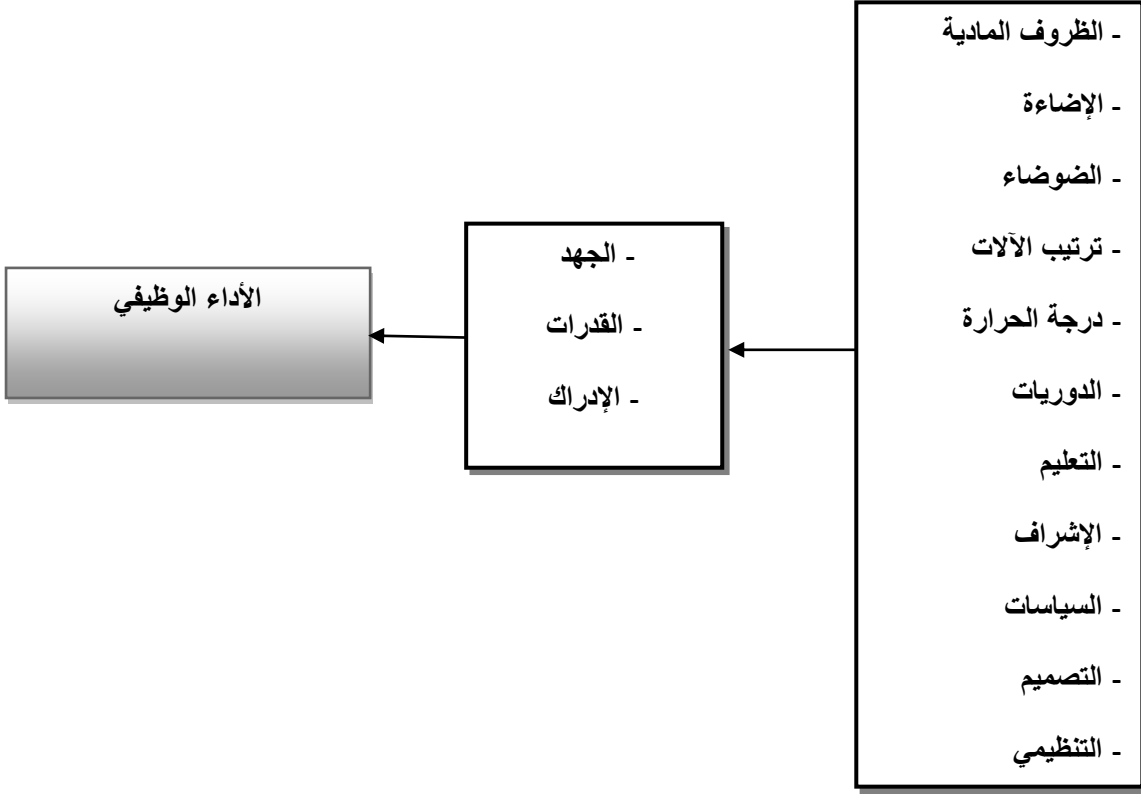 - الظروف المادية
- الإضاءة
- الضوضاء
- ترتيب الآلات
- درجة الحرارة
- الدوريات
- التعليم
- الإشراف
- السياسات
- التصميم
- التنظيمي
- الجهد
- القدرات
- الإدراك
الأداء الوظيفي